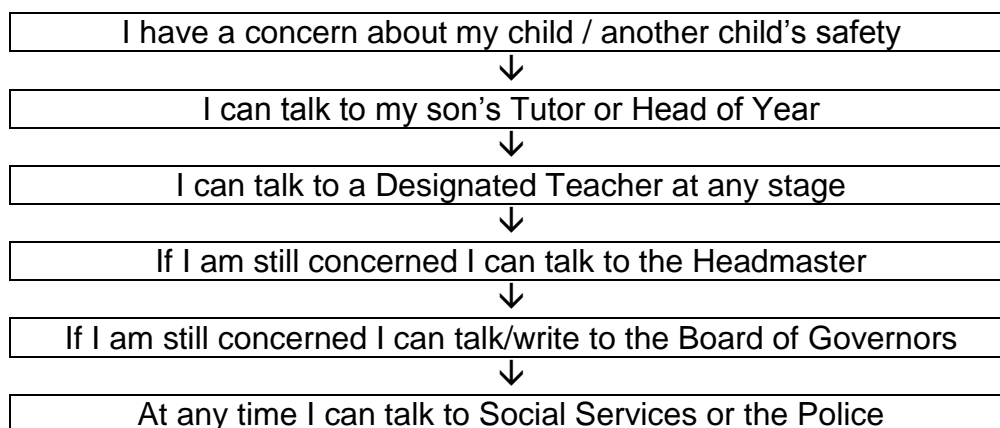 I have a concern about my child / another child's safety
I can talk to my son's Tutor or Head of Year
I can talk to a Designated Teacher at any stage
If I am still concerned I can talk to the Headmaster
If I am still concerned I can talk/write to the Board of Governors
At any time I can talk to Social Services or the Police